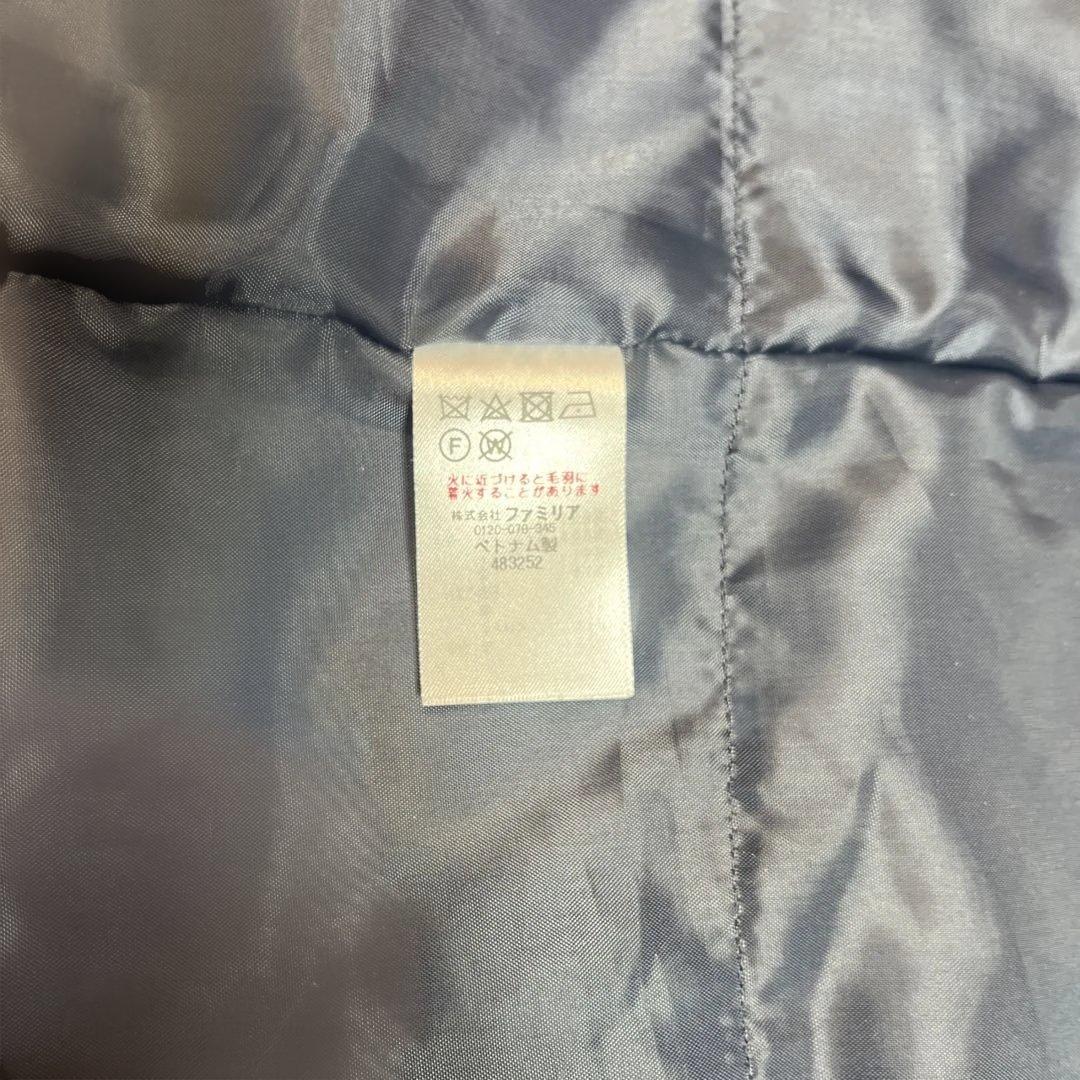 F W
火に近づけると毛羽に
着火することがあります
株式会社 ファミリア
0120-078-345
ベトナム製
483252